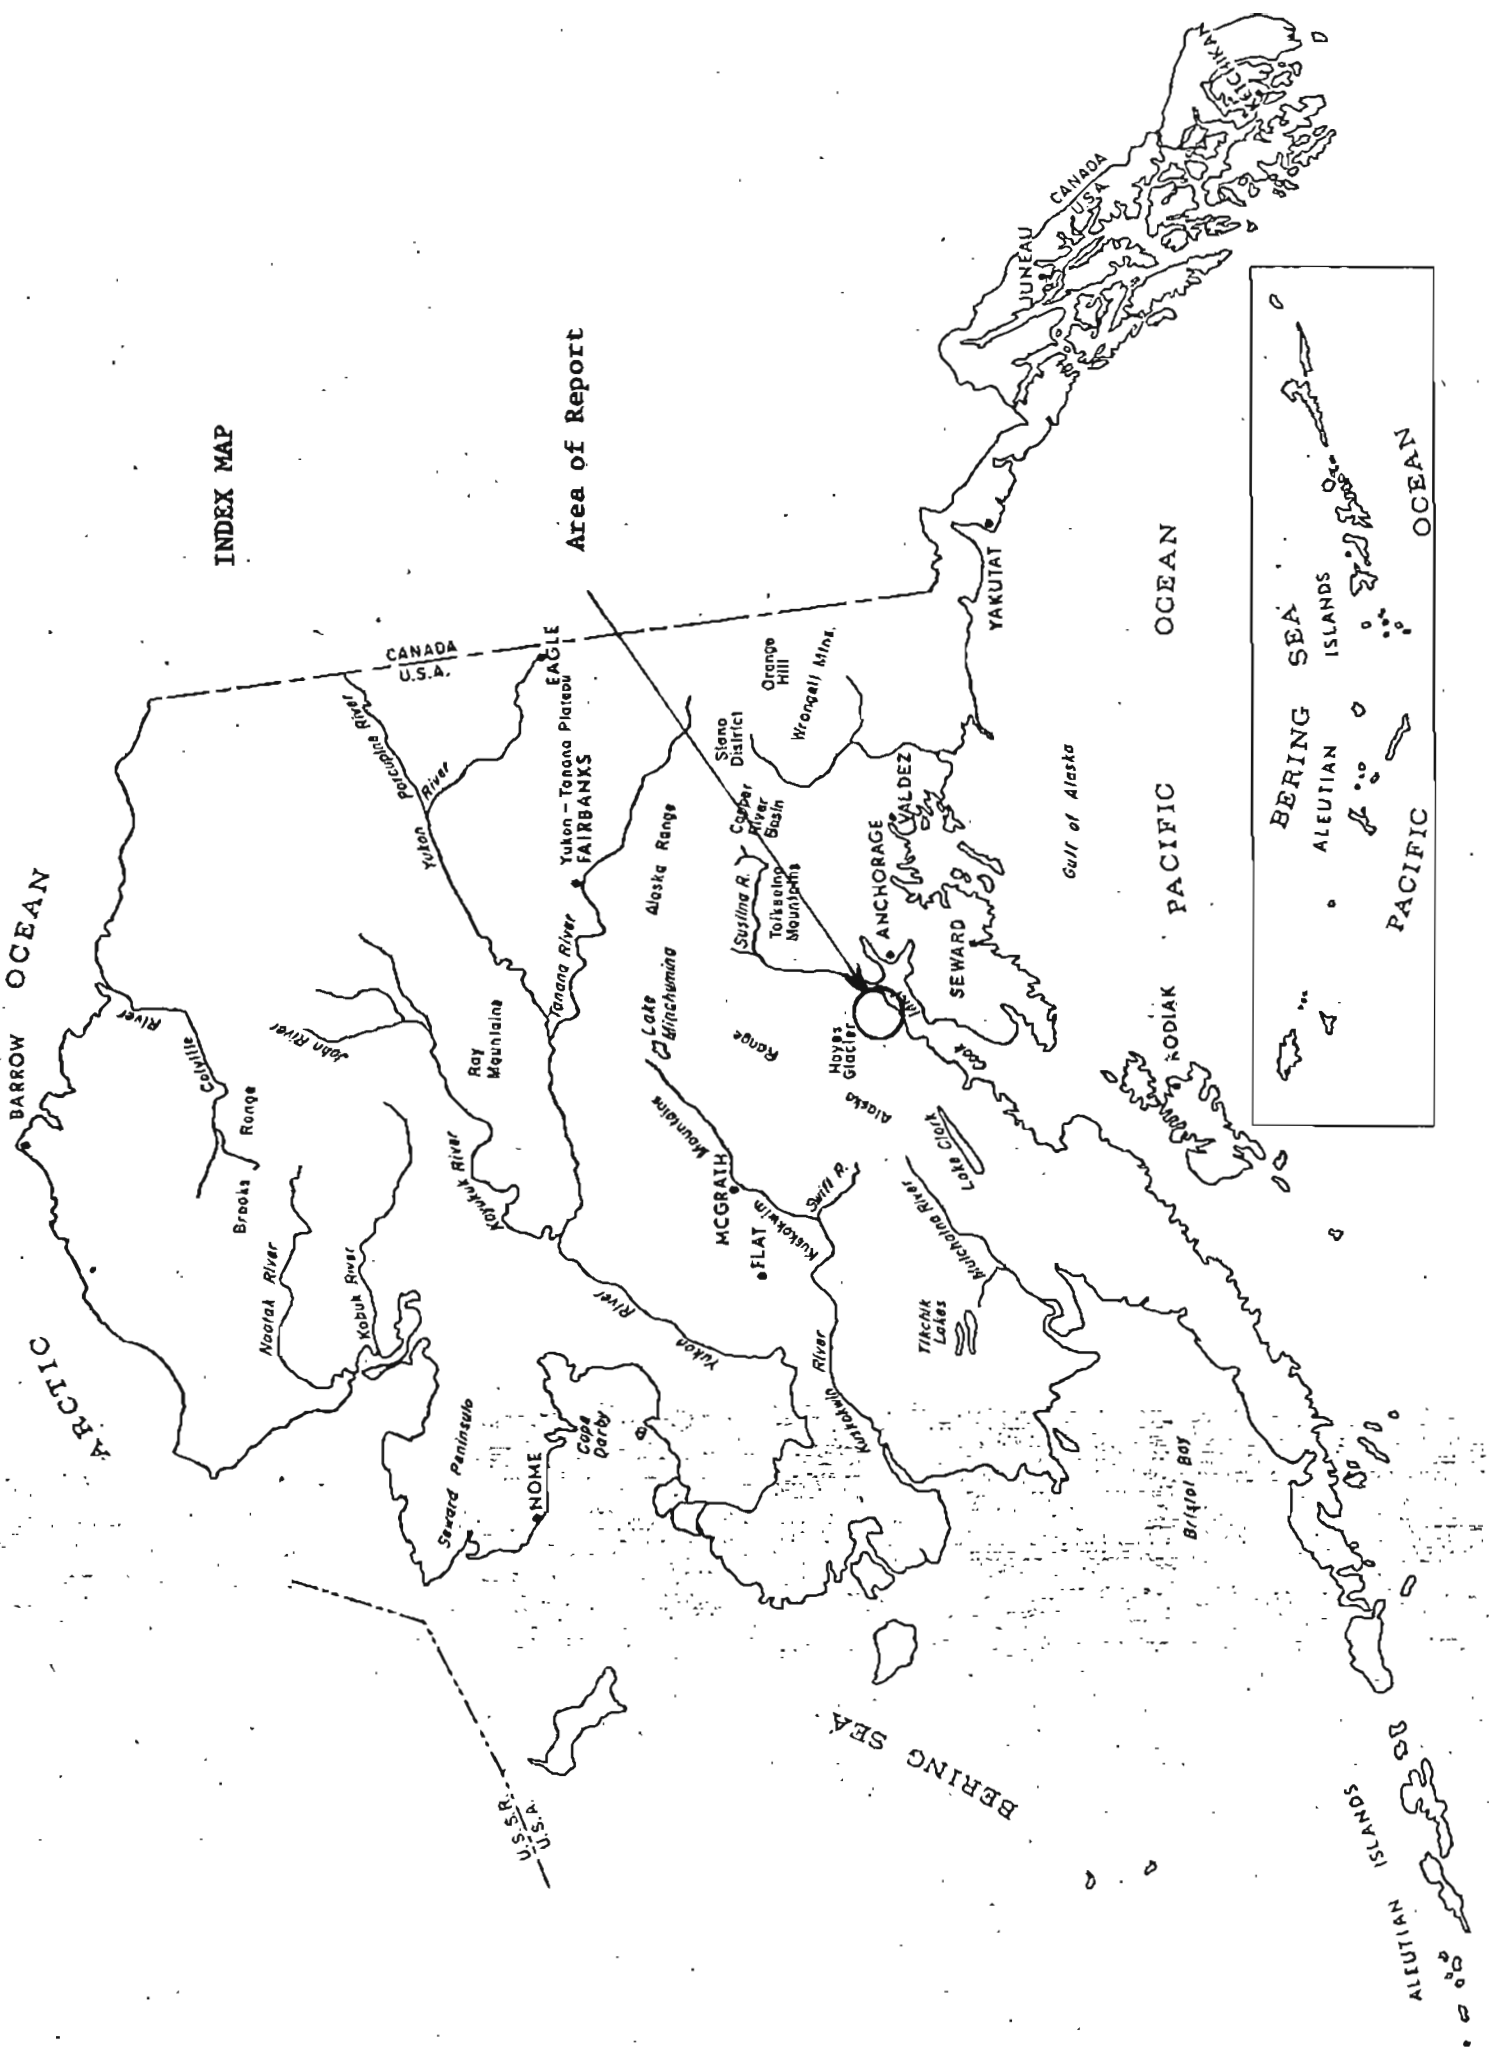 INDEX MAP
Area of Report
ARCTIC
OCEAN
BARROW
River
Colville
John River
Brooks
Range
Noatak River
Kobuk River
Koyukuk River
Ray
Mountains
Yukon
Porcupine River
River
CANADA
U.S.A.
EAGLE
Yukon - Tanana Plateau
FAIRBANKS
Tanana River
Alaska Range
Lake
Minchumina
Range
Alaska
Mountains
Kuskokwim
MCGRATH
FLAT
Swift R.
Seward Peninsula
NOME
Cape
Darby
River
Yukon
River
Kuskokwim
Tikchik
Lakes
Mulchatna River
Lake Clark
Hayes
Glacier
Cook
Inlet
Susitna R.
Talkeetna
Mountains
Copper
River
Basin
Slana
District
Orange
Hill
Wrangell Mtns.
ANCHORAGE
VALDEZ
SEWARD
KODIAK
YAKUTAT
JUNEAU
CANADA
U.S.A
KETCHIKAN
Gulf of Alaska
PACIFIC
OCEAN
Bristol Bay
BERING SEA
U.S.S.R.
U.S.A.
ALEUTIAN ISLANDS
BERING SEA
ALEUTIAN ISLANDS
PACIFIC OCEAN